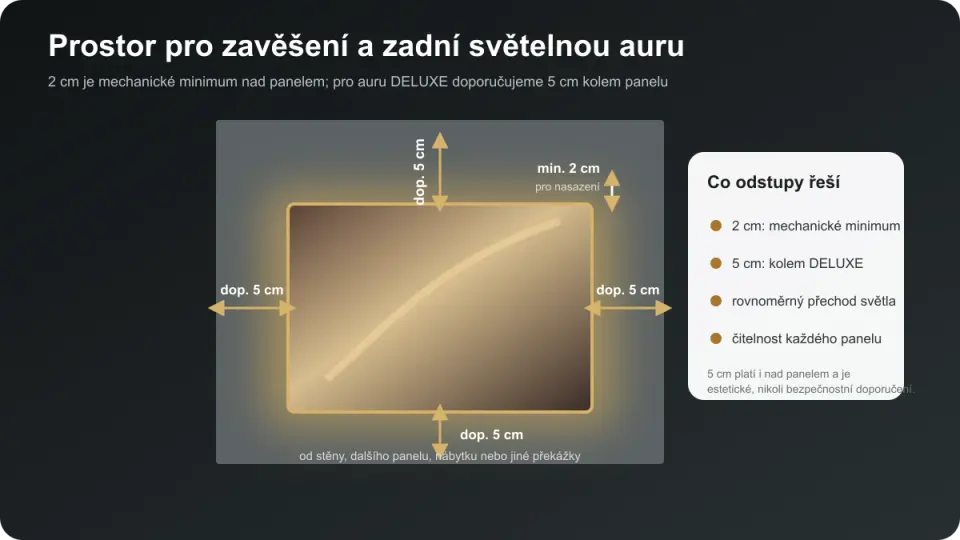 Prostor pro zavěšení a zadní světelnou auru
2 cm je mechanické minimum nad panelem; pro auru DELUXE doporučujeme 5 cm kolem panelu
dop. 5 cm
min. 2 cm
pro nasazení
dop. 5 cm
dop. 5 cm
dop. 5 cm
od stěny, dalšího panelu, nábytku nebo jiné překážky
Co odstupy řeší
2 cm: mechanické minimum
5 cm: kolem DELUXE
rovnoměrný přechod světla
čitelnost každého panelu
5 cm platí i nad panelem a je
estetické, nikoli bezpečnostní doporučení.